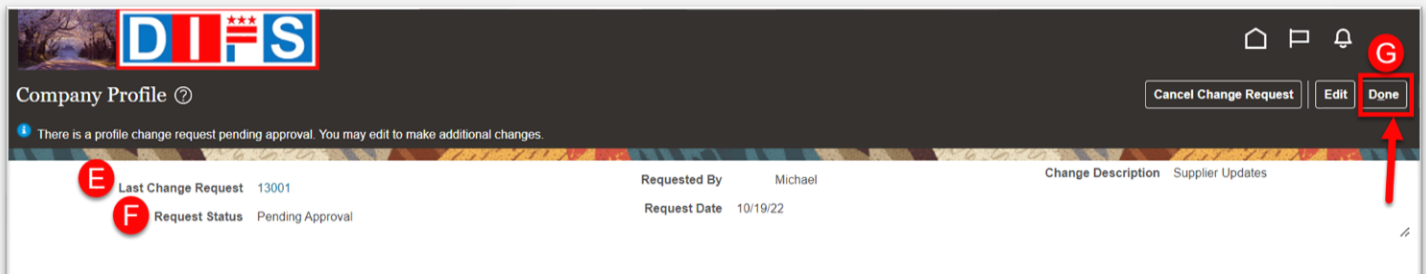 DIFS
G
Company Profile
Cancel Change Request Edit Done
There is a profile change request pending approval. You may edit to make additional changes.
E Last Change Request 13001 Requested By Michael Change Description Supplier Updates
F Request Status Pending Approval Request Date 10/19/22